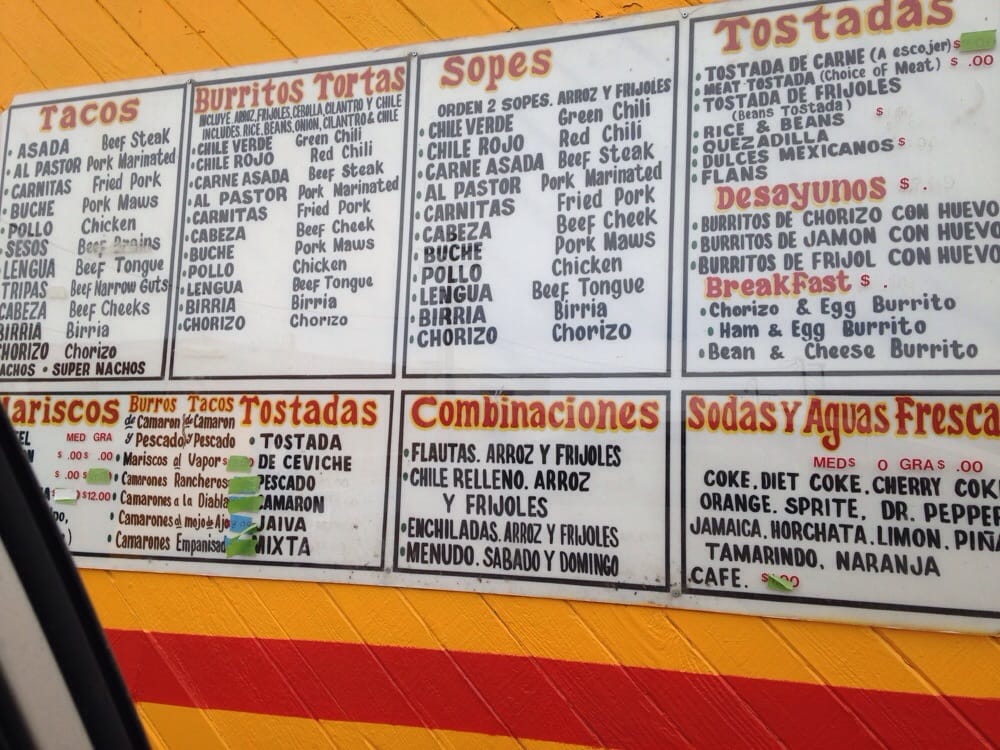 Tacos
ASADA Beef Steak
AL PASTOR Pork Marinated
CARNITAS Fried Pork
BUCHE Pork Maws
POLLO Chicken
SESOS Beef Brains
LENGUA Beef Tongue
TRIPAS Beef Narrow Guts
CABEZA Beef Cheeks
BIRRIA Birria
CHORIZO Chorizo
NACHOS • SUPER NACHOS
Burritos Tortas
INCLUYE ARROZ, FRIJOLES, CEBOLLA, CILANTRO Y CHILE
INCLUDES RICE, BEANS, ONION, CILANTRO & CHILE
• CHILE VERDE Green Chili
• CHILE ROJO Red Chili
• CARNE ASADA Beef Steak
• AL PASTOR Pork Marinated
• CARNITAS Fried Pork
• CABEZA Beef Cheek
• BUCHE Pork Maws
• POLLO Chicken
• LENGUA Beef Tongue
• BIRRIA Birria
• CHORIZO Chorizo
Sopes
ORDEN 2 SOPES. ARROZ Y FRIJOLES
• CHILE VERDE Green Chili
• CHILE ROJO Red Chili
• CARNE ASADA Beef Steak
• AL PASTOR Pork Marinated
• CARNITAS Fried Pork
• CABEZA Beef Cheek
• BUCHE Pork Maws
• POLLO Chicken
• LENGUA Beef Tongue
• BIRRIA Birria
• CHORIZO Chorizo
Tostadas
• TOSTADA DE CARNE (A escojer) $
• MEAT TOSTADA (Choice of Meat) $ .00
• TOSTADA DE FRIJOLES
(Beans Tostada) $
• RICE & BEANS
• QUEZADILLA
• DULCES MEXICANOS $
• FLANS
Desayunos $ .
• BURRITOS DE CHORIZO CON HUEVO
• BURRITOS DE JAMON CON HUEVO
• BURRITOS DE FRIJOL CON HUEVO
Breakfast $ .
• Chorizo & Egg Burrito
• Ham & Egg Burrito
• Bean & Cheese Burrito
Mariscos
MED GRA
$ .00 $ .00
$ .00 $
$12.00
Burros Tacos
de Camaron de Camaron
y Pescado y Pescado
• Mariscos al Vapor $
• Camarones Rancheros
• Camarones a la Diabla
• Camarones al mojo de Ajo
• Camarones Empanisad
Tostadas
• TOSTADA
DE CEVICHE
PESCADO
CAMARON
JAIVA
MIXTA
Combinaciones
• FLAUTAS. ARROZ Y FRIJOLES
• CHILE RELLENO. ARROZ
Y FRIJOLES
• ENCHILADAS. ARROZ Y FRIJOLES
• MENUDO. SABADO Y DOMINGO
Sodas Y Aguas Fresca
MED $ 0 GRA $ .00
COKE. DIET COKE. CHERRY COKE
ORANGE. SPRITE. DR. PEPPER
JAMAICA. HORCHATA. LIMON. PIÑA
TAMARINDO. NARANJA
CAFE. $